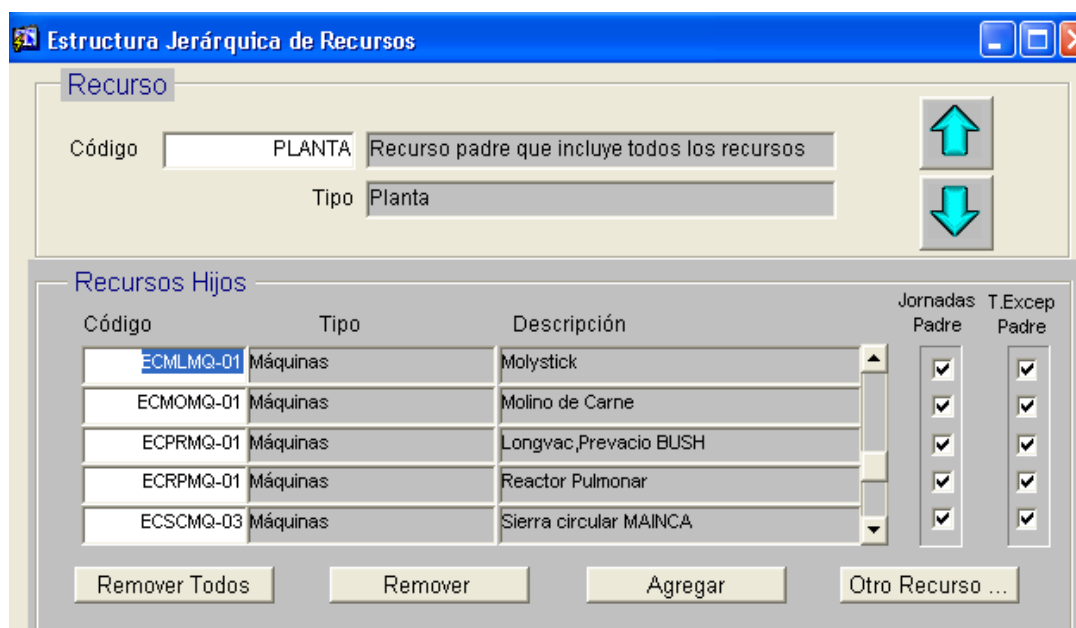 Estructura Jerárquica de Recursos
Recurso
Código PLANTA Recurso padre que incluye todos los recursos
Tipo Planta
Recursos Hijos
Jornadas Padre T.Excep Padre
Código Tipo Descripción
ECMLMQ-01 Máquinas Molystick
ECMOMQ-01 Máquinas Molino de Carne
ECPRMQ-01 Máquinas Longvac,Prevacio BUSH
ECRPMQ-01 Máquinas Reactor Pulmonar
ECSCMQ-03 Máquinas Sierra circular MAINCA
Remover Todos Remover Agregar Otro Recurso ...